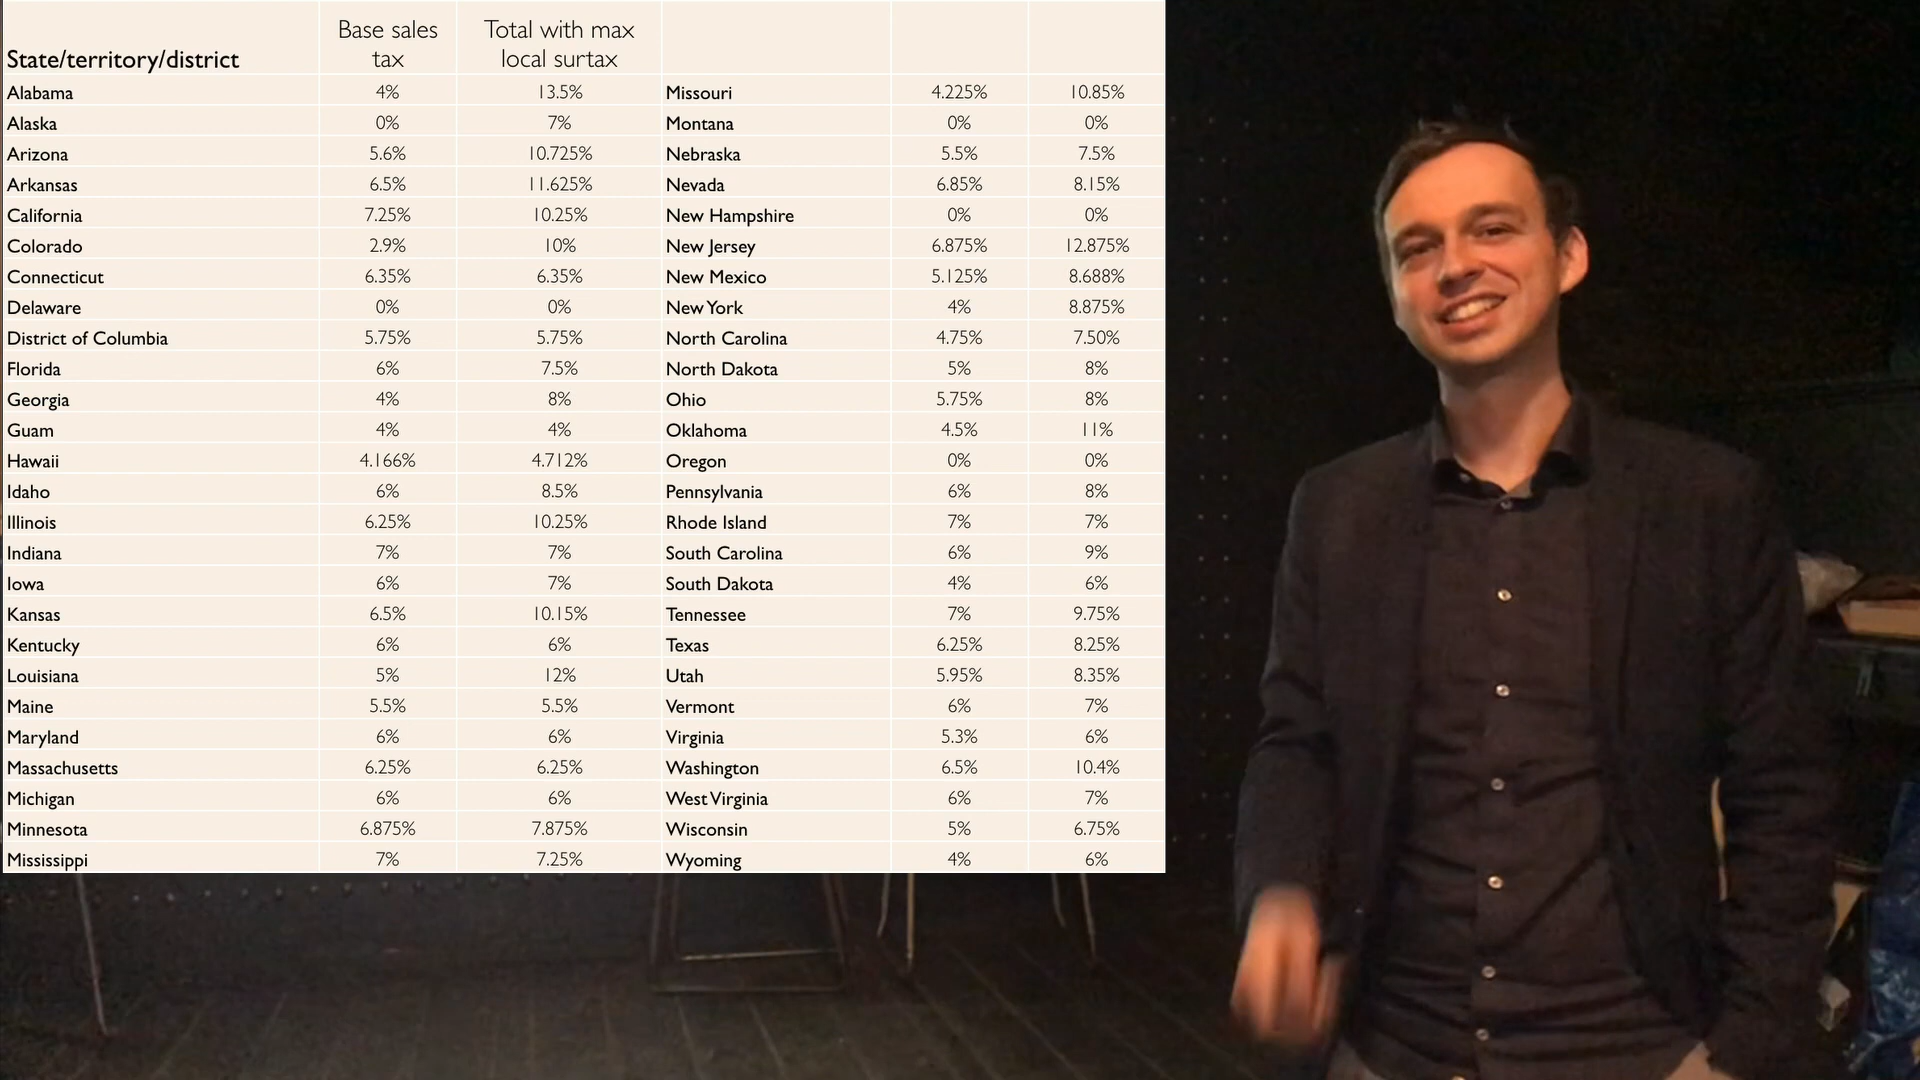 State/territory/district Base sales tax Total with max local surtax
Alabama 4% 13.5% Missouri 4.225% 10.85%
Alaska 0% 7% Montana 0% 0%
Arizona 5.6% 10.725% Nebraska 5.5% 7.5%
Arkansas 6.5% 11.625% Nevada 6.85% 8.15%
California 7.25% 10.25% New Hampshire 0% 0%
Colorado 2.9% 10% New Jersey 6.875% 12.875%
Connecticut 6.35% 6.35% New Mexico 5.125% 8.688%
Delaware 0% 0% New York 4% 8.875%
District of Columbia 5.75% 5.75% North Carolina 4.75% 7.50%
Florida 6% 7.5% North Dakota 5% 8%
Georgia 4% 8% Ohio 5.75% 8%
Guam 4% 4% Oklahoma 4.5% 11%
Hawaii 4.166% 4.712% Oregon 0% 0%
Idaho 6% 8.5% Pennsylvania 6% 8%
Illinois 6.25% 10.25% Rhode Island 7% 7%
Indiana 7% 7% South Carolina 6% 9%
Iowa 6% 7% South Dakota 4% 6%
Kansas 6.5% 10.15% Tennessee 7% 9.75%
Kentucky 6% 6% Texas 6.25% 8.25%
Louisiana 5% 12% Utah 5.95% 8.35%
Maine 5.5% 5.5% Vermont 6% 7%
Maryland 6% 6% Virginia 5.3% 6%
Massachusetts 6.25% 6.25% Washington 6.5% 10.4%
Michigan 6% 6% West Virginia 6% 7%
Minnesota 6.875% 7.875% Wisconsin 5% 6.75%
Mississippi 7% 7.25% Wyoming 4% 6%